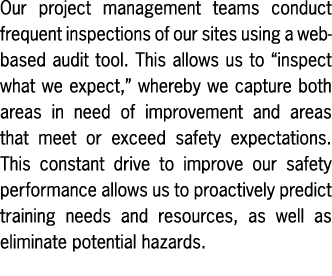 Our project management teams conduct
frequent inspections of our sites using a web-
based audit tool. This allows us to “inspect
what we expect,” whereby we capture both
areas in need of improvement and areas
that meet or exceed safety expectations.
This constant drive to improve our safety
performance allows us to proactively predict
training needs and resources, as well as
eliminate potential hazards.